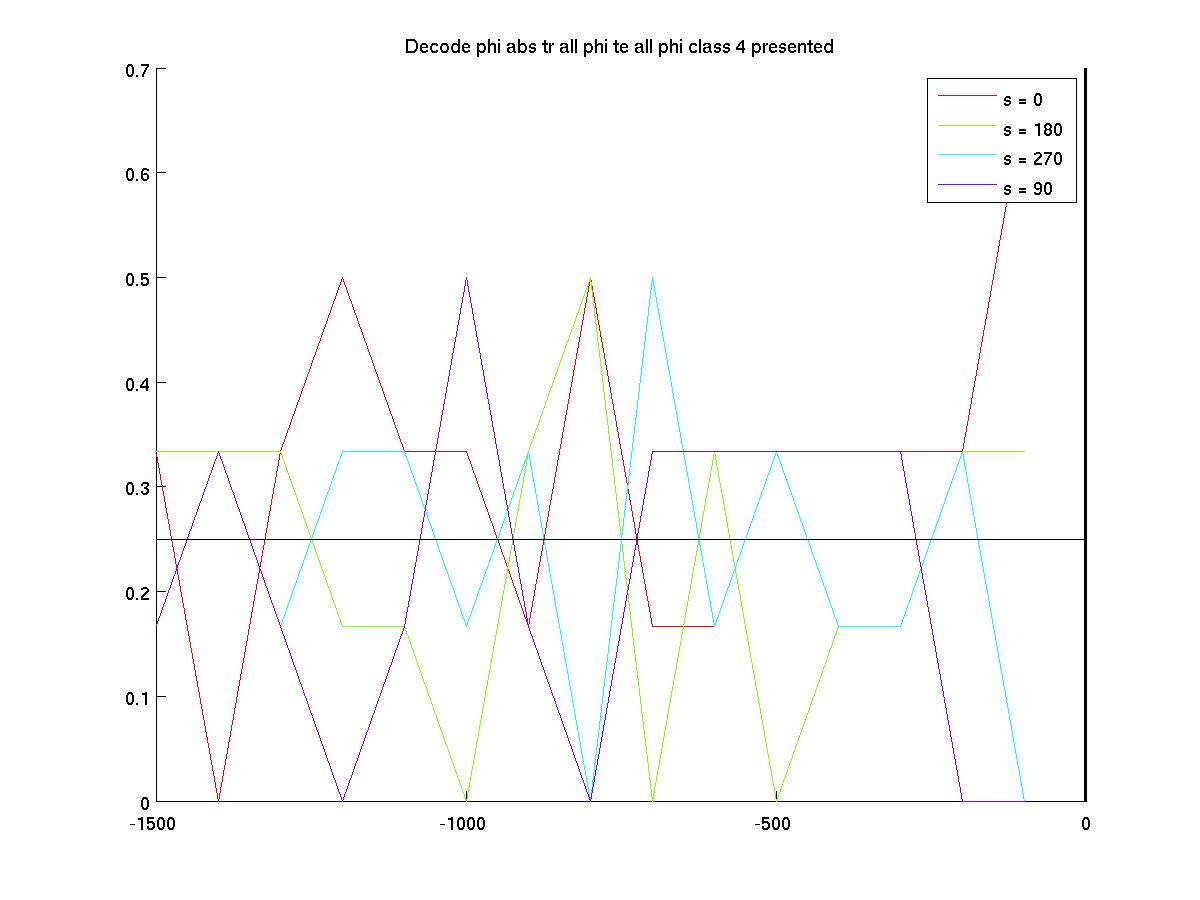 Decode phi abs tr all phi te all phi class 4 presented
0.7
s = 0
s = 180
s = 270
s = 90
0.6
0.5
0.4
0.3
0.2
0.1
0
-1500
-1000
-500
0